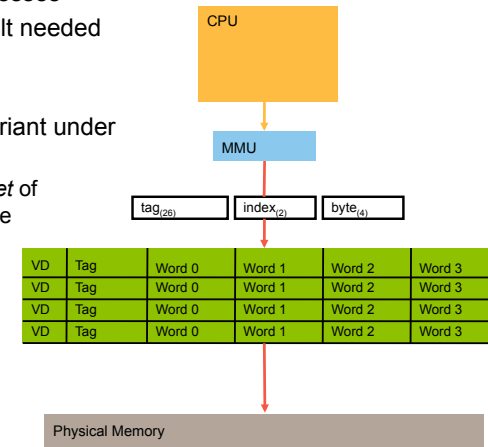 lt needed
riant under
et of
CPU
MMU
tag(26) index(2) byte(4)
VD Tag Word 0 Word 1 Word 2 Word 3
VD Tag Word 0 Word 1 Word 2 Word 3
VD Tag Word 0 Word 1 Word 2 Word 3
VD Tag Word 0 Word 1 Word 2 Word 3
Physical Memory